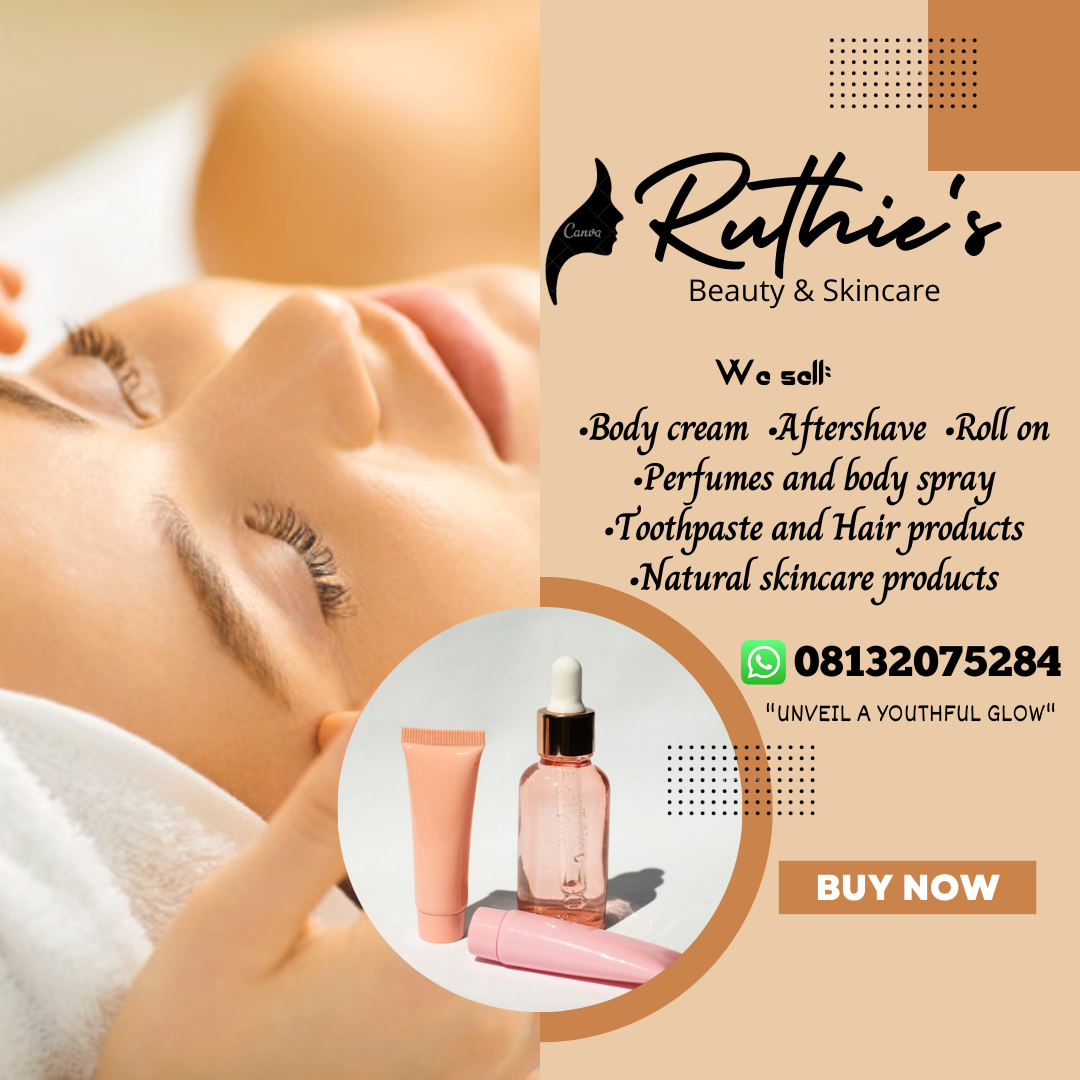 Canva
Ruthie's
Beauty & Skincare
We sell:
•Body cream •Aftershave •Roll on
•Perfumes and body spray
•Toothpaste and Hair products
•Natural skincare products
08132075284
"UNVEIL A YOUTHFUL GLOW"
BUY NOW